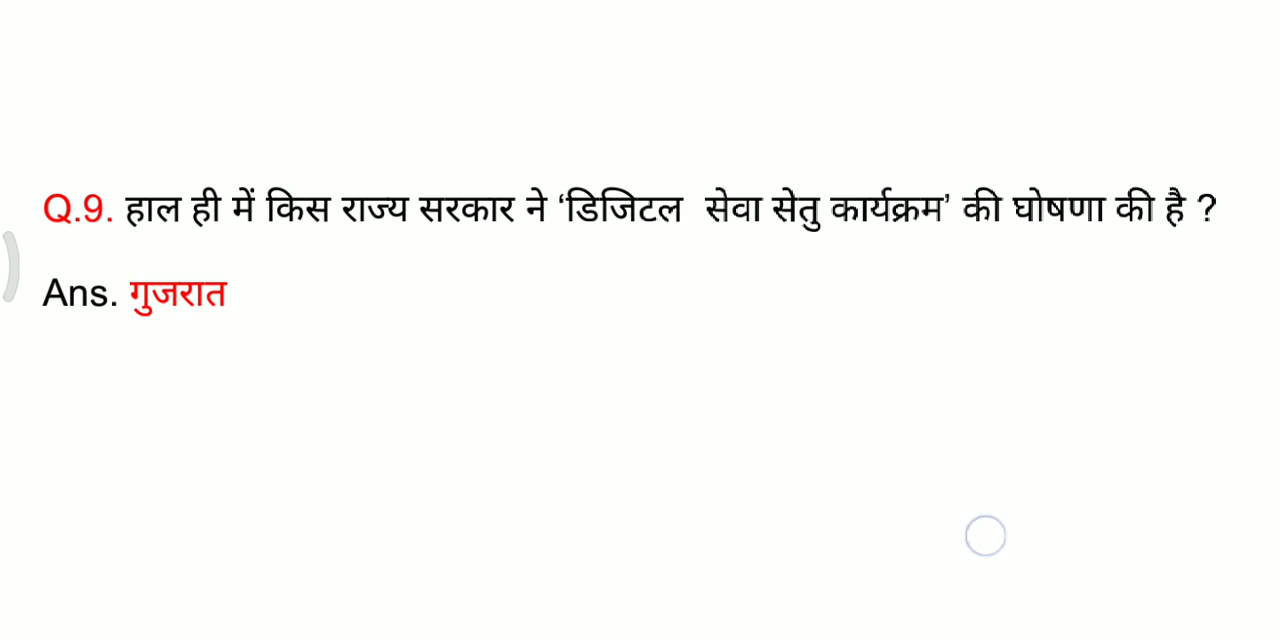 Q.9. हाल ही में किस राज्य सरकार ने ‘डिजिटल  सेवा सेतु कार्यक्रम’ की घोषणा की है ?
Ans. गुजरात